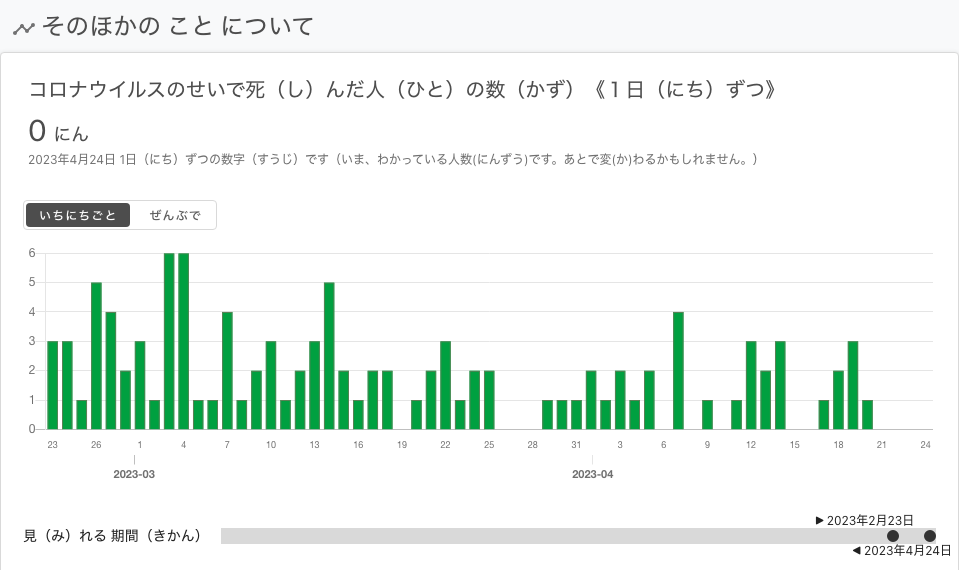 そのほかの こと について
コロナウイルスのせいで死（し）んだ人（ひと）の数（かず）《１日（にち）ずつ》
0 にん
2023年4月24日 1日（にち）ずつの数字（すうじ）です（いま、わかっている人数(にんずう)です。あとで変(か)わるかもしれません。）
いちにちごと ぜんぶで
6
5
4
3
2
1
0
23 26 1 4 7 10 13 16 19 22 25 28 31 3 6 9 12 15 18 21 24
2023-03 2023-04
▶ 2023年2月23日
見（み）れる 期間（きかん）
◀ 2023年4月24日